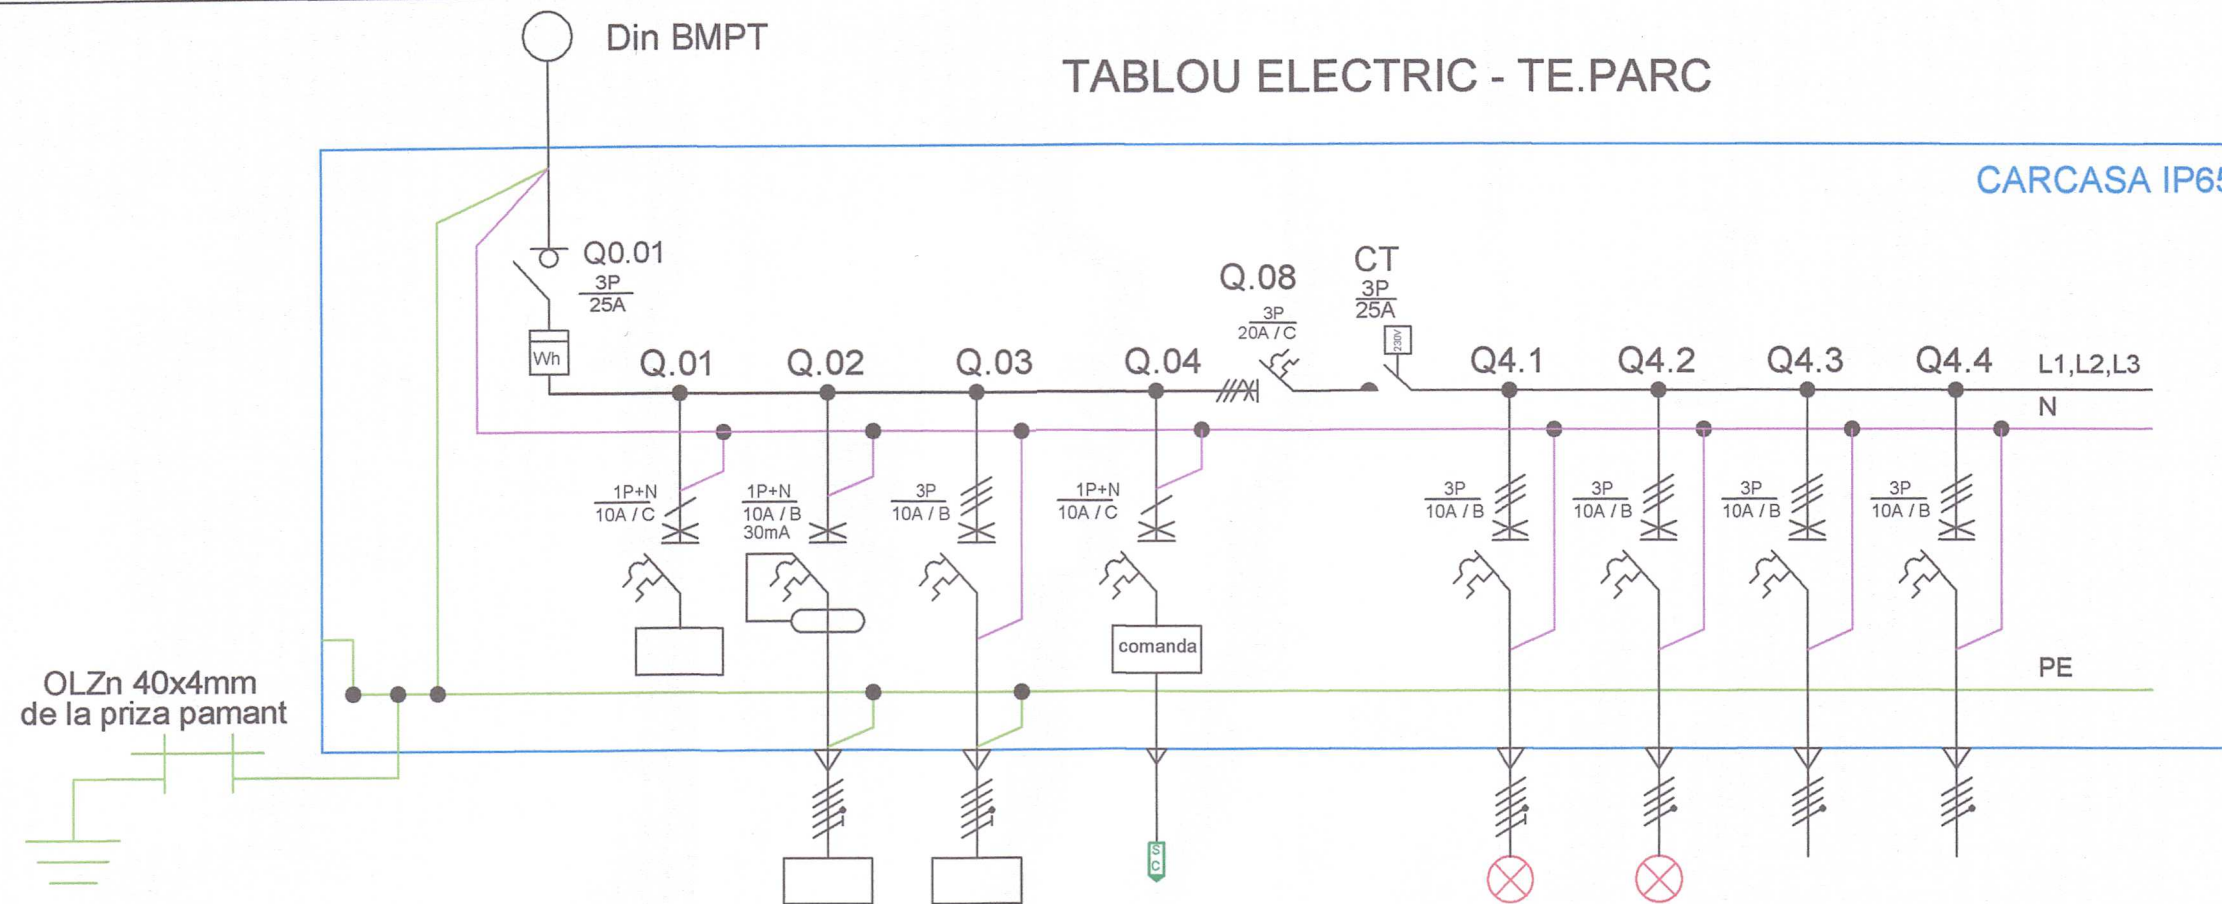 Din BMPT
TABLOU ELECTRIC - TE.PARC
CARCASA IP65
Q0.01
3P
25A
Wh
Q.08
3P
20A / C
CT
3P
25A
230V
Q.01
Q.02
Q.03
Q.04
Q4.1
Q4.2
Q4.3
Q4.4
L1,L2,L3
N
1P+N
10A / C
1P+N
10A / B
30mA
3P
10A / B
1P+N
10A / C
3P
10A / B
3P
10A / B
3P
10A / B
3P
10A / B
comanda
PE
OLZn 40x4mm
de la priza pamant
S
C